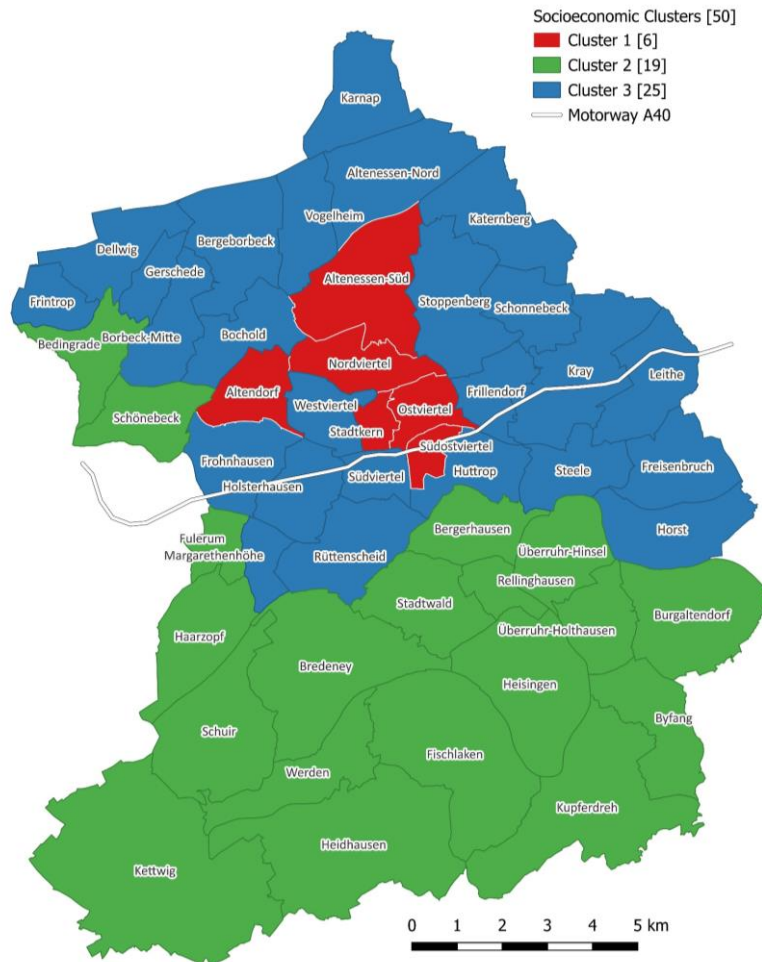 Socioeconomic Clusters [50]
Cluster 1 [6]
Cluster 2 [19]
Cluster 3 [25]
Motorway A40
Karnap
Altenessen-Nord
Vogelheim
Katernberg
Dellwig
Bergeborbeck
Gerschede
Altenessen-Süd
Frintrop
Stoppenberg
Schonnebeck
Bedingrade
Borbeck-Mitte
Bochold
Nordviertel
Kray
Leithe
Altendorf
Frillendorf
Westviertel
Ostviertel
Schönebeck
Stadtkern
Südostviertel
Frohnhausen
Steele
Freisenbruch
Holsterhausen
Südviertel
Huttrop
Bergerhausen
Horst
Fulerum
Margarethenhöhe
Rüttenscheid
Überruhr-Hinsel
Rellinghausen
Stadtwald
Burgaltendorf
Haarzopf
Überruhr-Holthausen
Bredeney
Heisingen
Byfang
Schuir
Fischlaken
Werden
Kupferdreh
Heidhausen
Kettwig
0 1 2 3 4 5 km